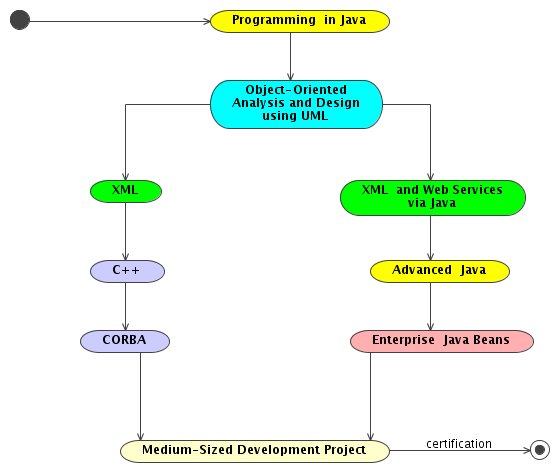 Programming in Java
Object-Oriented
Analysis and Design
using UML
XML
XML and Web Services
via Java
C++
Advanced Java
CORBA
Enterprise Java Beans
Medium-Sized Development Project
certification